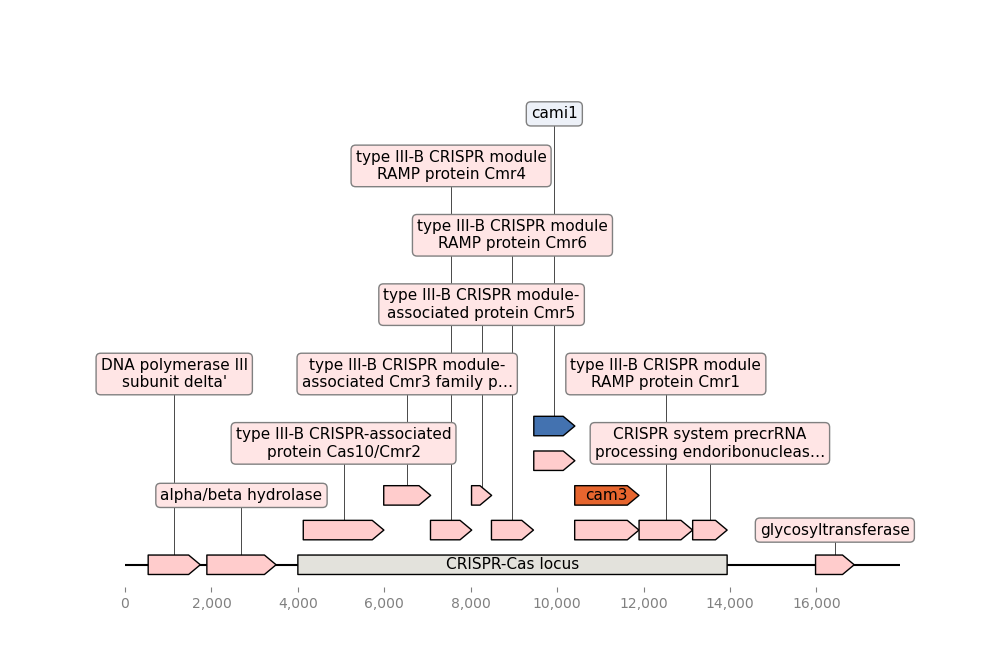 cami1
type III-B CRISPR module
RAMP protein Cmr4
type III-B CRISPR module
RAMP protein Cmr6
type III-B CRISPR module-
associated protein Cmr5
DNA polymerase III
subunit delta'
type III-B CRISPR module-
associated Cmr3 family p…
type III-B CRISPR module
RAMP protein Cmr1
type III-B CRISPR-associated
protein Cas10/Cmr2
CRISPR system precrRNA
processing endoribonucleas…
alpha/beta hydrolase
cam3
glycosyltransferase
CRISPR-Cas locus
0
2,000
4,000
6,000
8,000
10,000
12,000
14,000
16,000